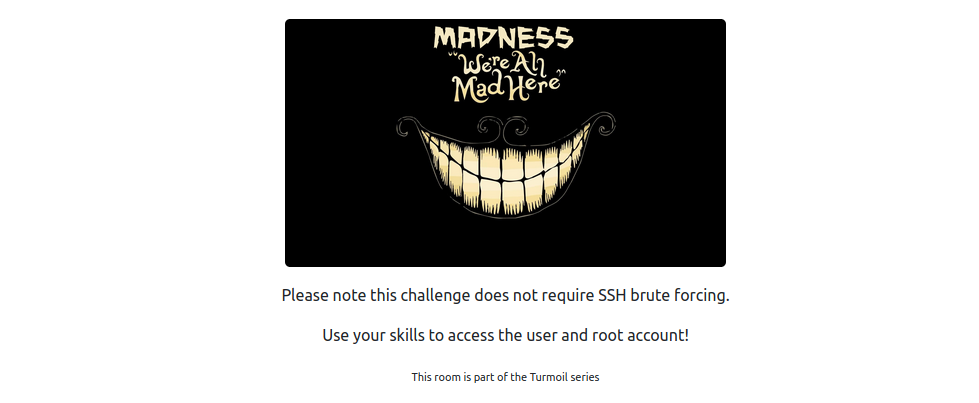 MADNESS
"We're All
Mad Here"
Please note this challenge does not require SSH brute forcing.
Use your skills to access the user and root account!
This room is part of the Turmoil series